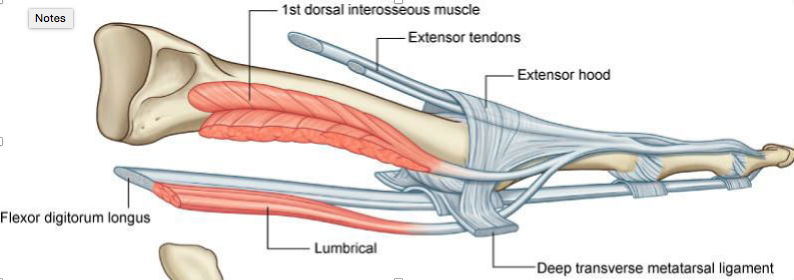 Notes
1st dorsal interosseous muscle
Extensor tendons
Extensor hood
Flexor digitorum longus
Lumbrical
Deep transverse metatarsal ligament